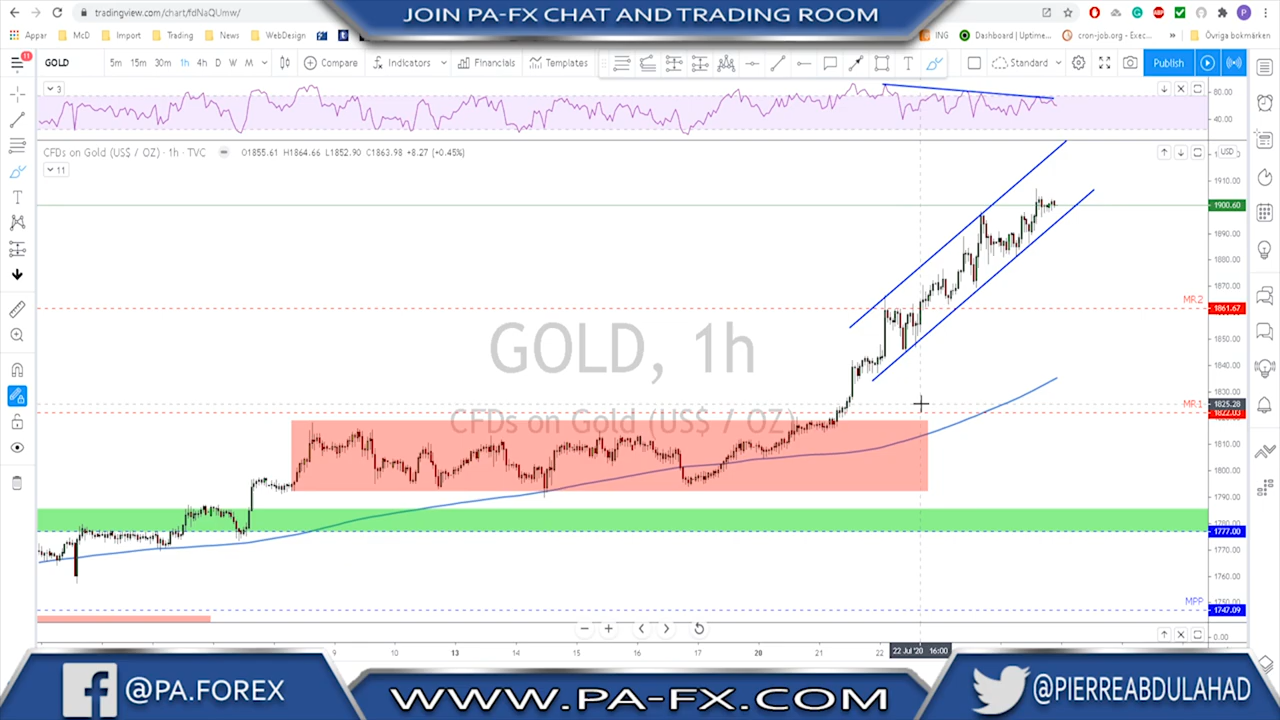 JOIN PA-FX CHAT AND TRADING ROOM
tradingview.com/chart/fdNaQUmw/
Appar
McD
Import
Trading
News
WebDesign
ING
Dashboard | Uptime...
cron-job.org - Exec...
Övriga bokmärken
11
GOLD
5m 15m 30m 1h 4h D W M
Compare
Indicators
Financials
Templates
Standard
Publish
3
80.00
40.00
CFDs on Gold (US$ / OZ) · 1h · TVC
O1855.61 H1864.66 L1852.90 C1863.98 +8.27 (+0.45%)
USD
11
1910.00
1900.60
1890.00
1880.00
1870.00
MR.2
1861.67
1850.00
1840.00
1830.00
MR.1
1825.28
1822.03
1810.00
1800.00
1790.00
1780.00
1777.00
1770.00
1760.00
1750.00
MPP
1747.09
0.00
GOLD, 1h
CFDs on Gold (US$ / OZ)
9 10 13 14 15 16 17 20 21 22
22 Jul '20 16:00
@PA.FOREX
WWW.PA-FX.COM
@PIERREABDULAHAD